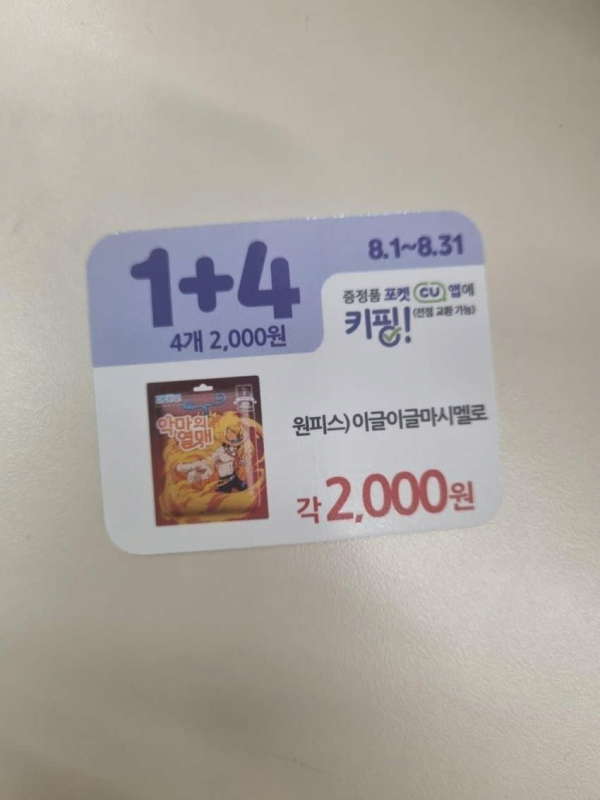 1+4
4개 2,000원
8.1~8.31
증정품 포켓 CU 앱에
키핑! (전점 교환 가능)
악마의
열매
원피스) 이글이글마시멜로
각 2,000원